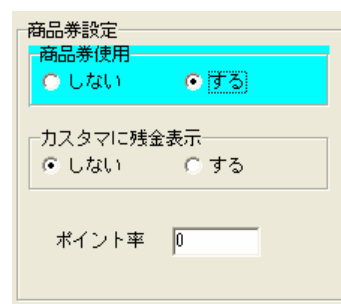 商品券設定
商品券使用
しない する
カスタマに残金表示
しない する
ポイント率 0